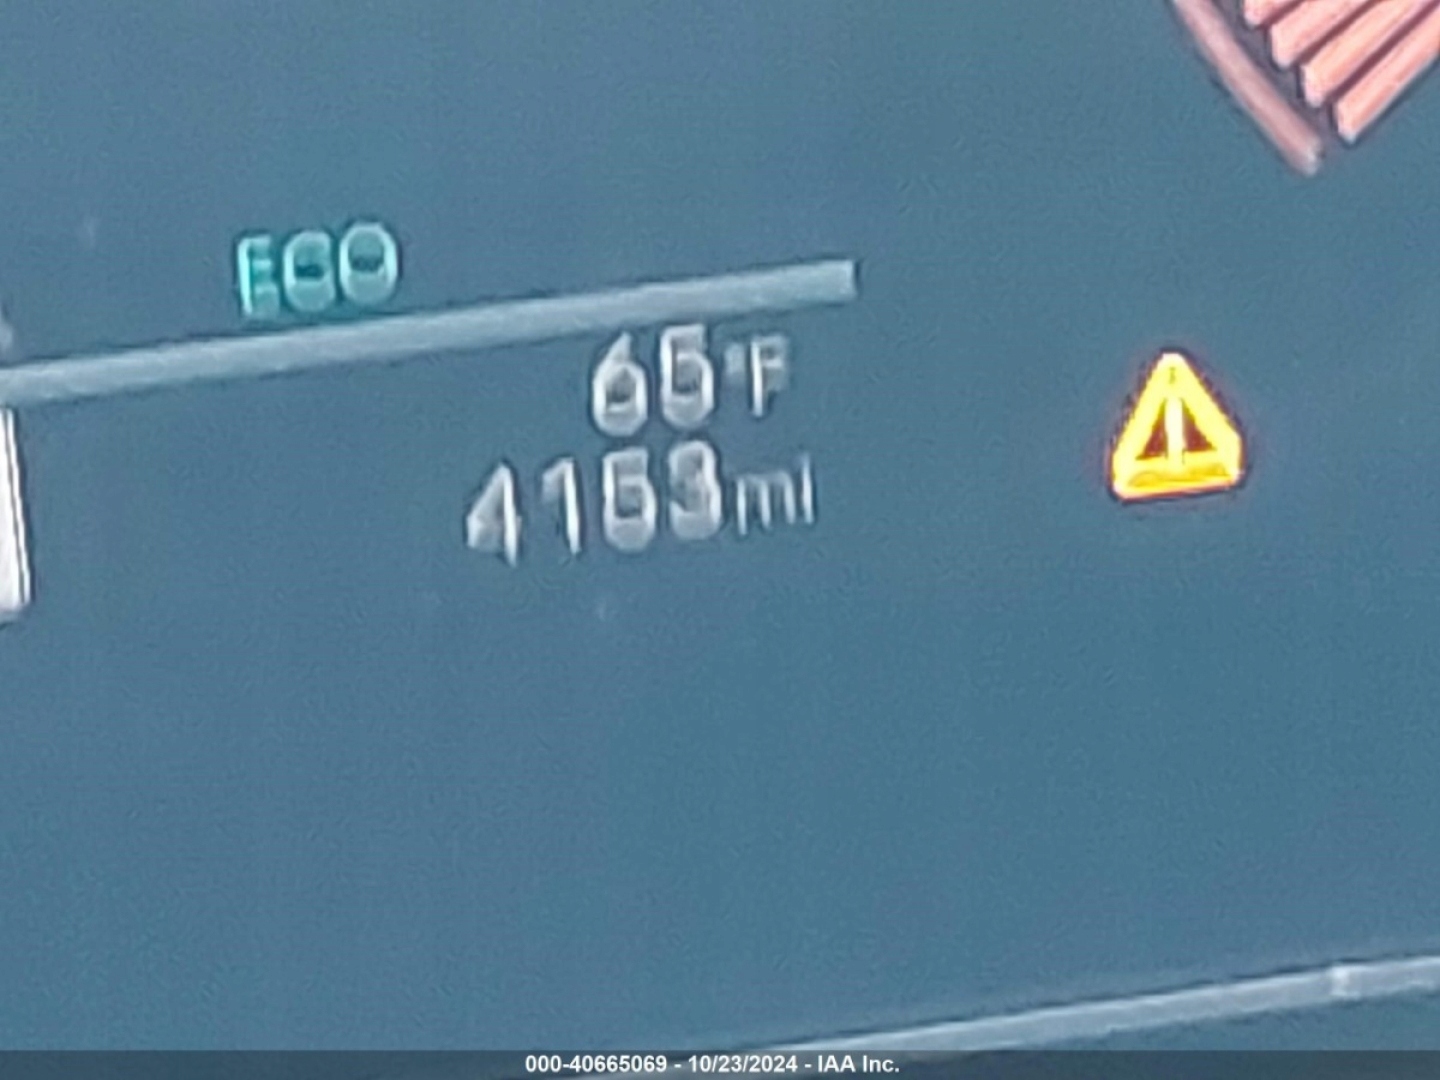 ECO
65°F
4153mi
000-40665069 - 10/23/2024 - IAA Inc.